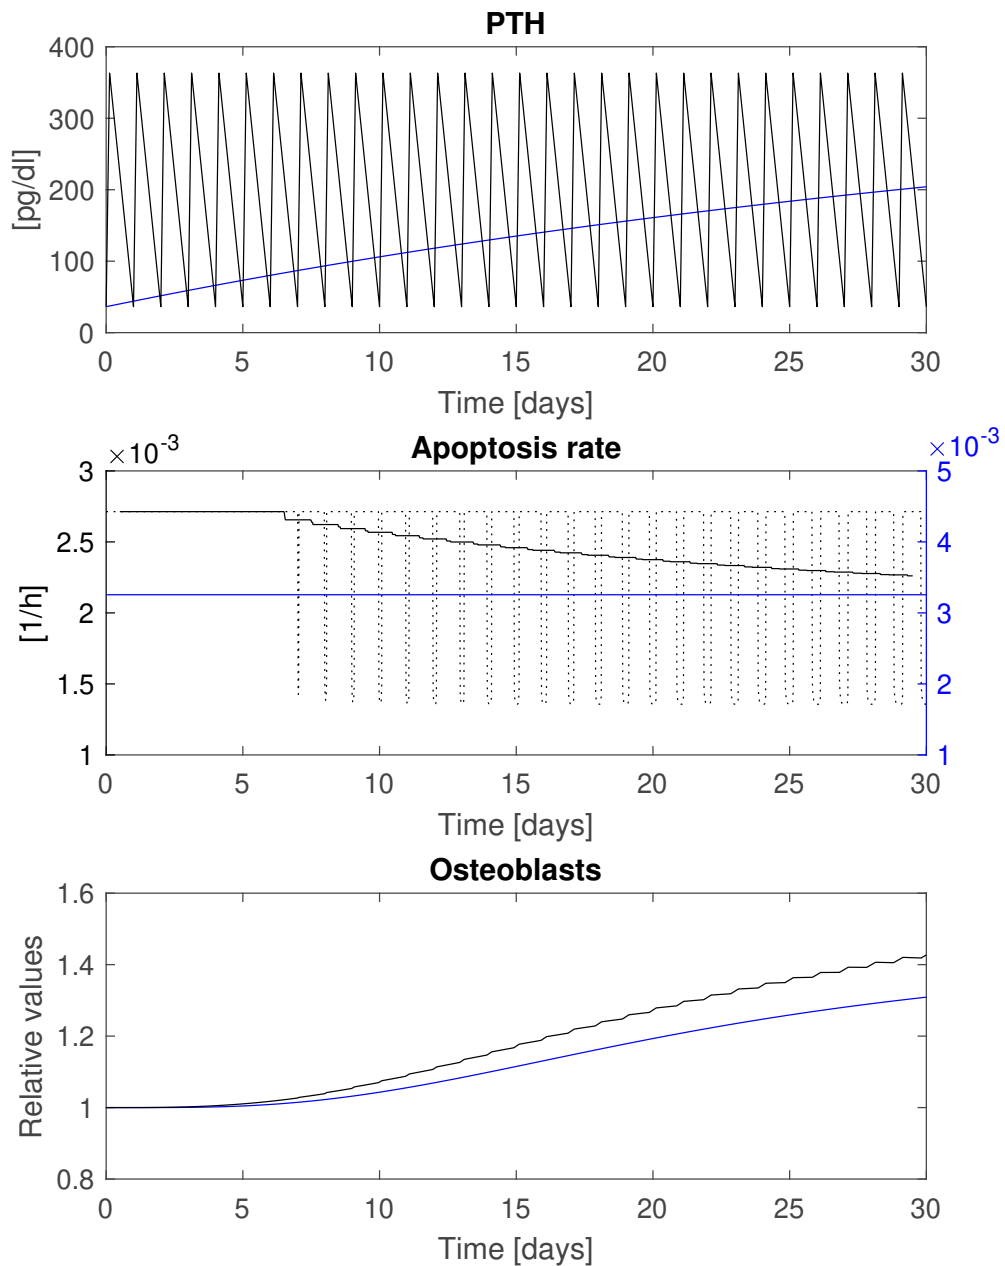 PTH
400
300
200
100
0
[pg/dl]
0 5 10 15 20 25 30
Time [days]
Apoptosis rate
×10⁻³
×10⁻³
3
2.5
2
1.5
1
[1/h]
5
4
3
2
1
0 5 10 15 20 25 30
Time [days]
Osteoblasts
1.6
1.4
1.2
1
0.8
Relative values
0 5 10 15 20 25 30
Time [days]